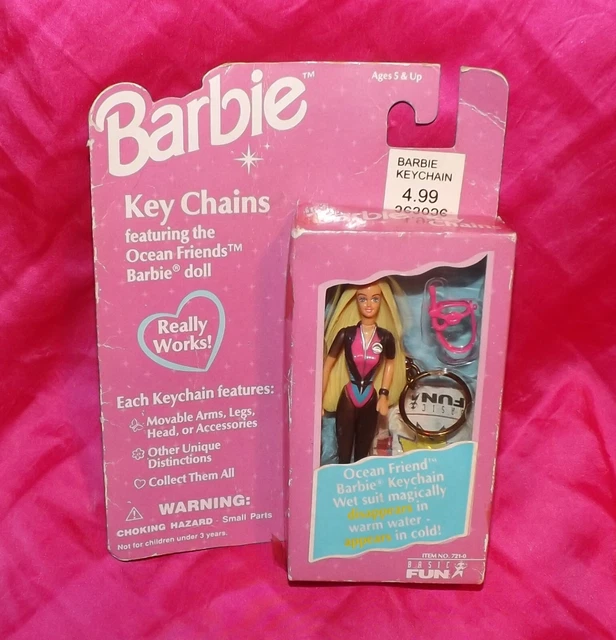 Barbie™
Ages 5 & Up
Key Chains
featuring the
Ocean Friends™
Barbie® doll
Really
Works!
Each Keychain features:
Movable Arms, Legs,
Head, or Accessories
Other Unique
Distinctions
Collect Them All
WARNING:
CHOKING HAZARD - Small Parts
Not for children under 3 years.
BARBIE
KEYCHAIN
4.99
BASIC
FUN
Ocean Friend™
Barbie® Keychain
Wet suit magically
disappears in
warm water -
appears in cold!
ITEM NO. 721-0
BASIC
FUN